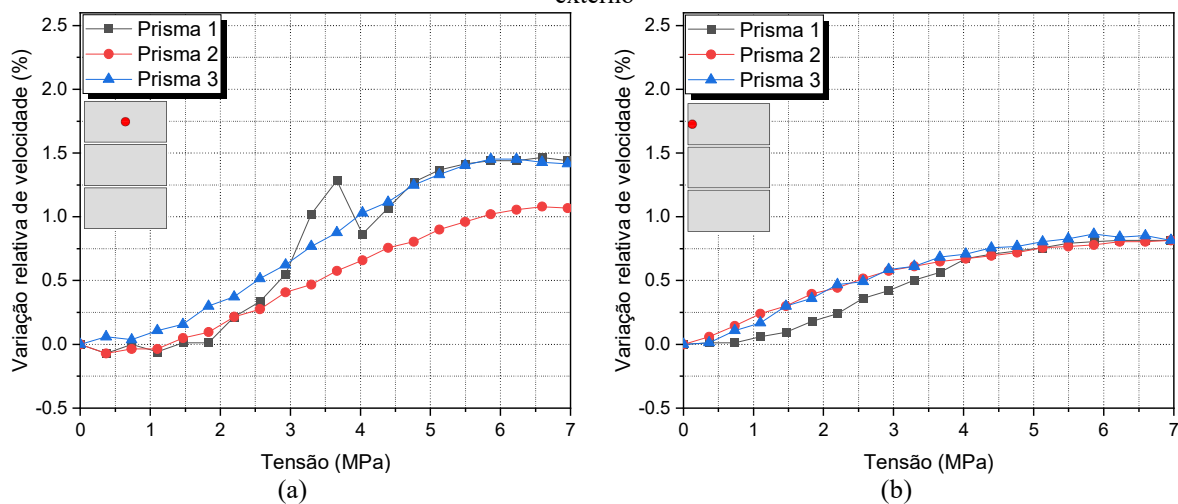 externo
Prisma 1
Prisma 2
Prisma 3
Variação relativa de velocidade (%)
2.5
2.0
1.5
1.0
0.5
0.0
-0.5
0 1 2 3 4 5 6 7
Tensão (MPa)
(a)
Prisma 1
Prisma 2
Prisma 3
Variação relativa de velocidade (%)
2.5
2.0
1.5
1.0
0.5
0.0
-0.5
0 1 2 3 4 5 6 7
Tensão (MPa)
(b)